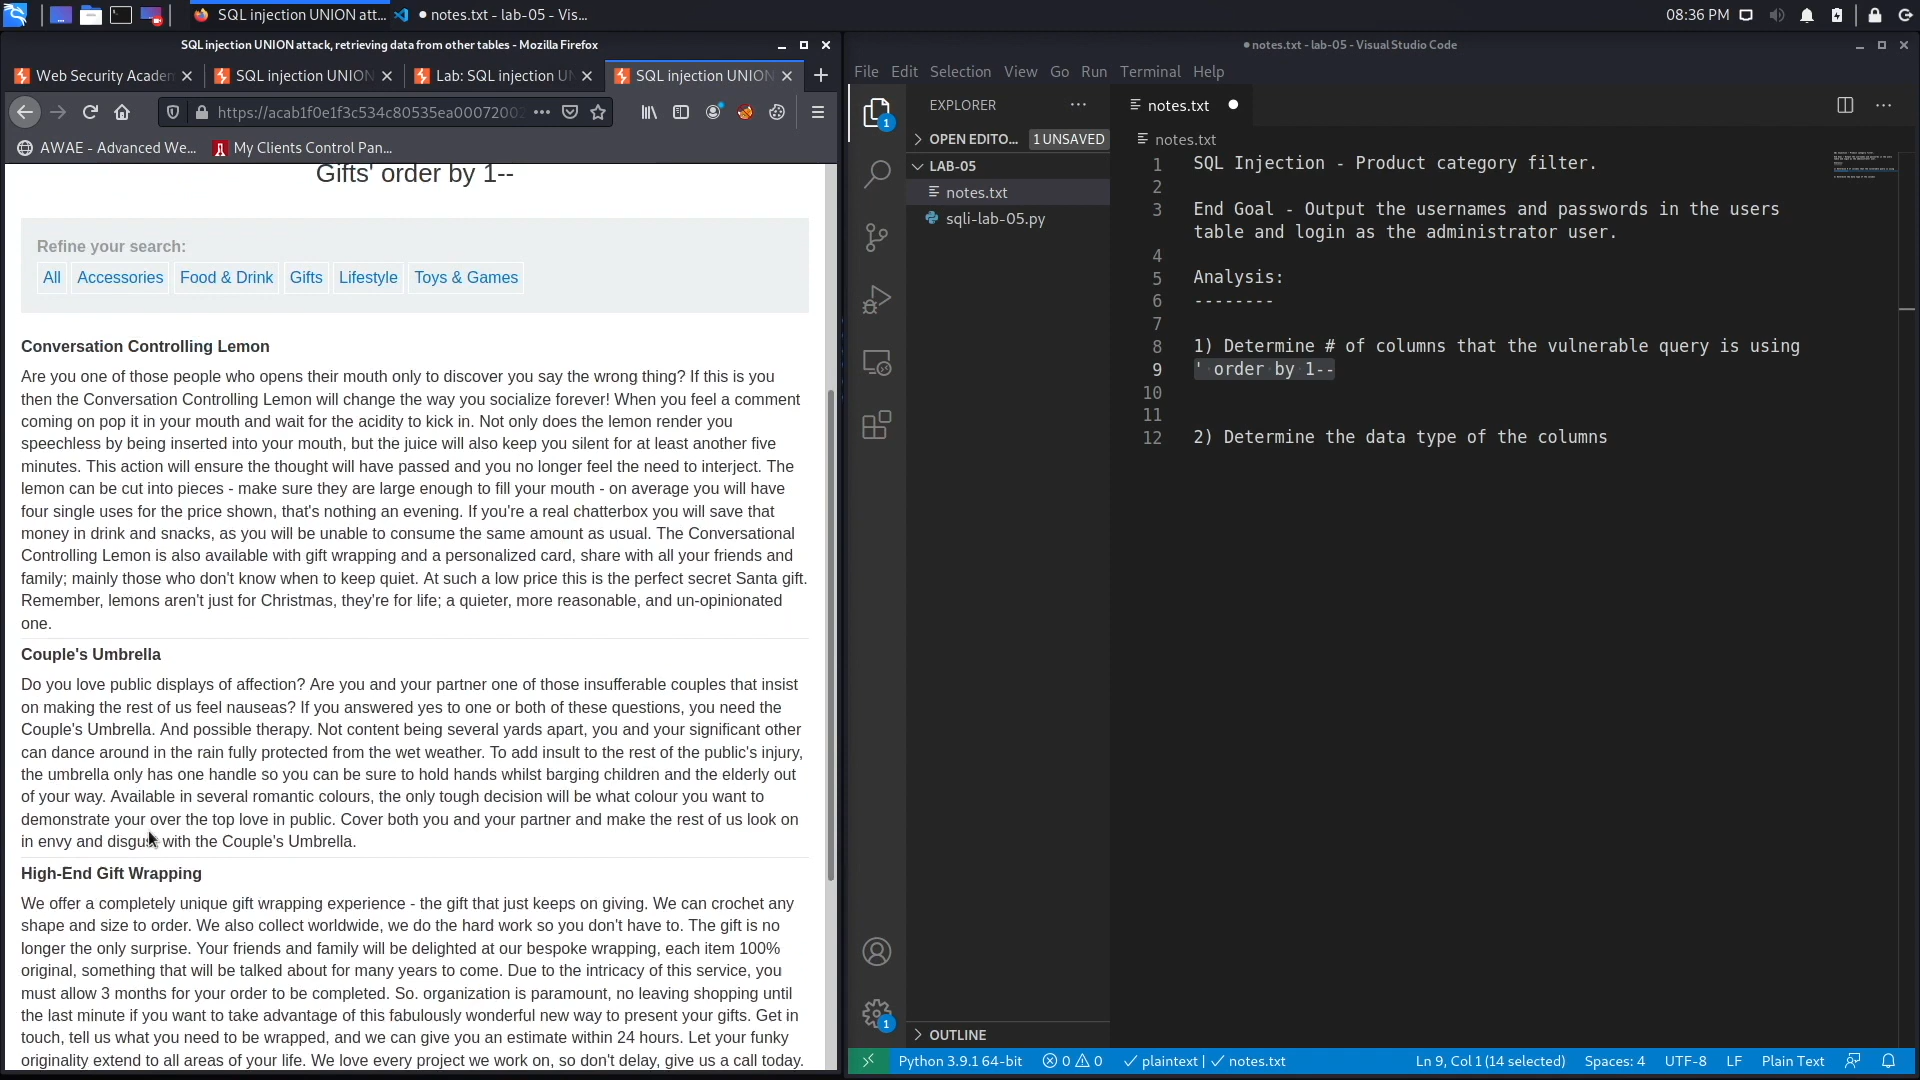 SQL injection UNION att...
● notes.txt - lab-05 - Vis...
08:36 PM
SQL injection UNION attack, retrieving data from other tables - Mozilla Firefox
Web Security Academ
SQL injection UNION
Lab: SQL injection UN
SQL injection UNION
https://acab1f0e1f3c534c80535ea00072002
AWAE - Advanced We...
My Clients Control Pan...
Gifts' order by 1--
Refine your search:
All
Accessories
Food & Drink
Gifts
Lifestyle
Toys & Games
Conversation Controlling Lemon
Are you one of those people who opens their mouth only to discover you say the wrong thing? If this is you
then the Conversation Controlling Lemon will change the way you socialize forever! When you feel a comment
coming on pop it in your mouth and wait for the acidity to kick in. Not only does the lemon render you
speechless by being inserted into your mouth, but the juice will also keep you silent for at least another five
minutes. This action will ensure the thought will have passed and you no longer feel the need to interject. The
lemon can be cut into pieces - make sure they are large enough to fill your mouth - on average you will have
four single uses for the price shown, that's nothing an evening. If you're a real chatterbox you will save that
money in drink and snacks, as you will be unable to consume the same amount as usual. The Conversational
Controlling Lemon is also available with gift wrapping and a personalized card, share with all your friends and
family; mainly those who don't know when to keep quiet. At such a low price this is the perfect secret Santa gift.
Remember, lemons aren't just for Christmas, they're for life; a quieter, more reasonable, and un-opinionated
one.
Couple's Umbrella
Do you love public displays of affection? Are you and your partner one of those insufferable couples that insist
on making the rest of us feel nauseas? If you answered yes to one or both of these questions, you need the
Couple's Umbrella. And possible therapy. Not content being several yards apart, you and your significant other
can dance around in the rain fully protected from the wet weather. To add insult to the rest of the public's injury,
the umbrella only has one handle so you can be sure to hold hands whilst barging children and the elderly out
of your way. Available in several romantic colours, the only tough decision will be what colour you want to
demonstrate your over the top love in public. Cover both you and your partner and make the rest of us look on
in envy and disgust with the Couple's Umbrella.
High-End Gift Wrapping
We offer a completely unique gift wrapping experience - the gift that just keeps on giving. We can crochet any
shape and size to order. We also collect worldwide, we do the hard work so you don't have to. The gift is no
longer the only surprise. Your friends and family will be delighted at our bespoke wrapping, each item 100%
original, something that will be talked about for many years to come. Due to the intricacy of this service, you
must allow 3 months for your order to be completed. So. organization is paramount, no leaving shopping until
the last minute if you want to take advantage of this fabulously wonderful new way to present your gifts. Get in
touch, tell us what you need to be wrapped, and we can give you an estimate within 24 hours. Let your funky
originality extend to all areas of your life. We love every project we work on, so don't delay, give us a call today.
● notes.txt - lab-05 - Visual Studio Code
File Edit Selection View Go Run Terminal Help
1
1
EXPLORER
OPEN EDITO...
1 UNSAVED
LAB-05
notes.txt
sqli-lab-05.py
OUTLINE
notes.txt
notes.txt
1 SQL Injection - Product category filter.
2
3 End Goal - Output the usernames and passwords in the users
table and login as the administrator user.
4
5 Analysis:
6 --------
7
8 1) Determine # of columns that the vulnerable query is using
9 ' order by 1--
10
11
12 2) Determine the data type of the columns
Python 3.9.1 64-bit
0
0
plaintext |
notes.txt
Ln 9, Col 1 (14 selected)
Spaces: 4
UTF-8
LF
Plain Text